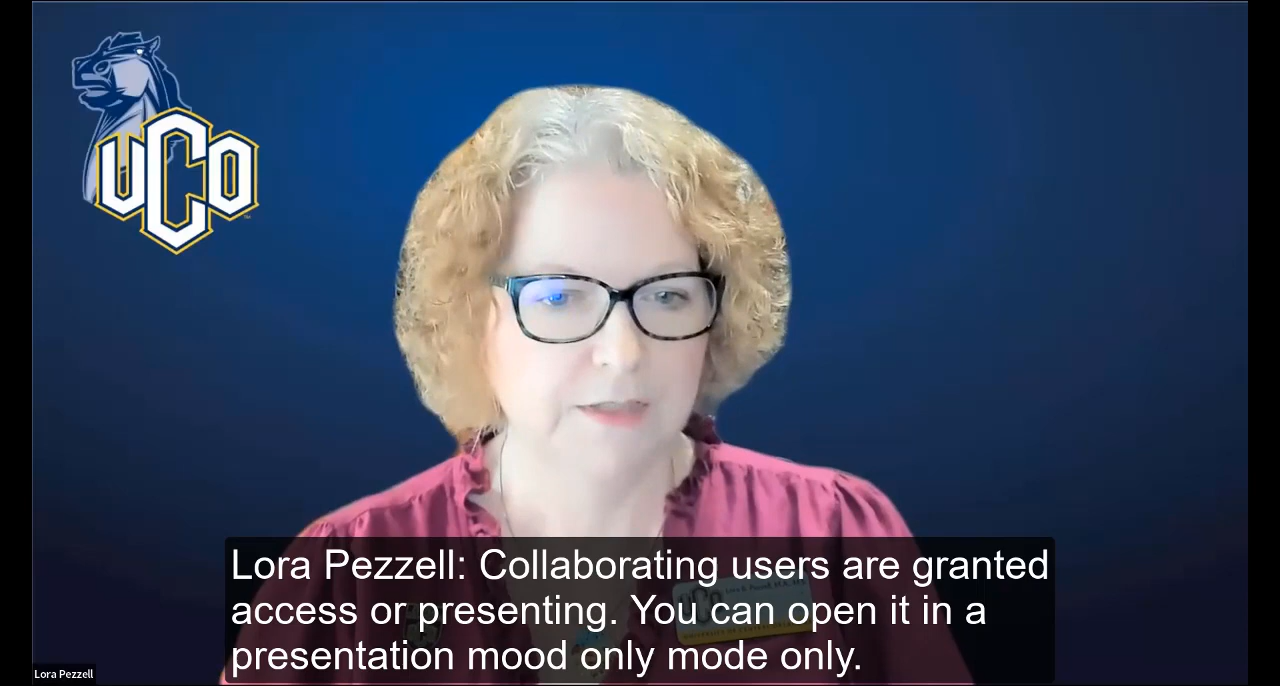 UCO
Lora Pezzell: Collaborating users are granted
access or presenting. You can open it in a
presentation mood only mode only.
Lora Pezzell